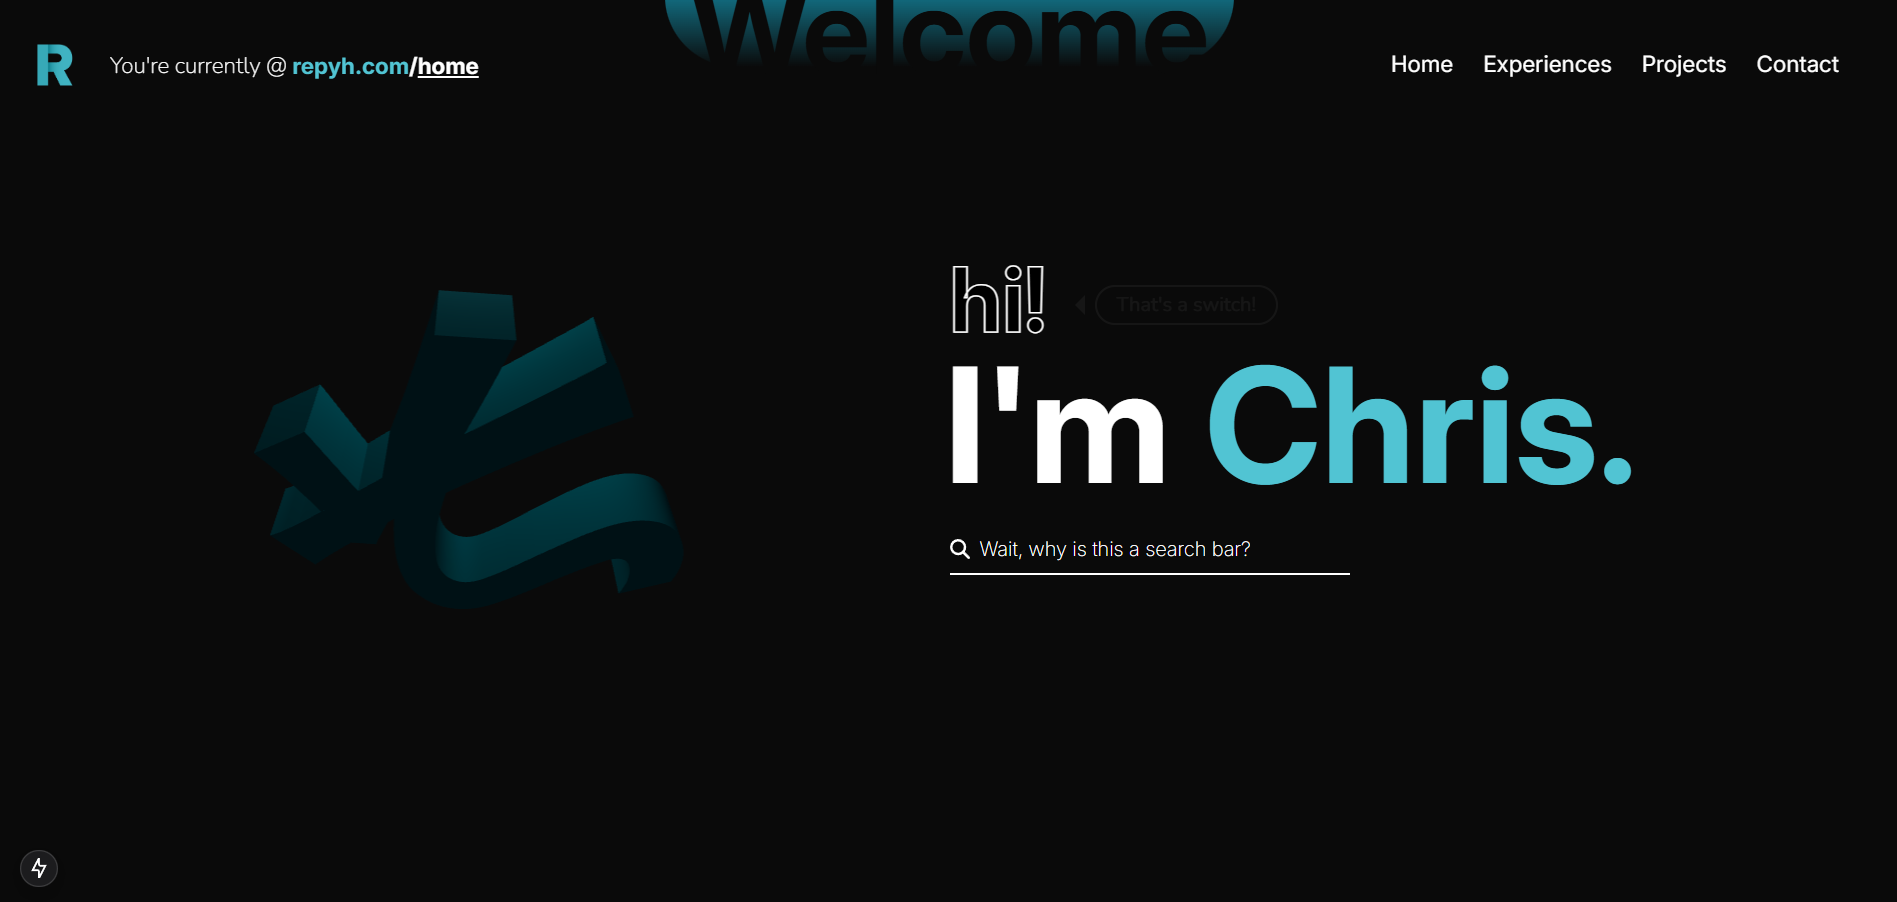 Welcome
R
You're currently @ repyh.com/home
Home Experiences Projects Contact
hi!
That's a switch!
I'm Chris.
Wait, why is this a search bar?